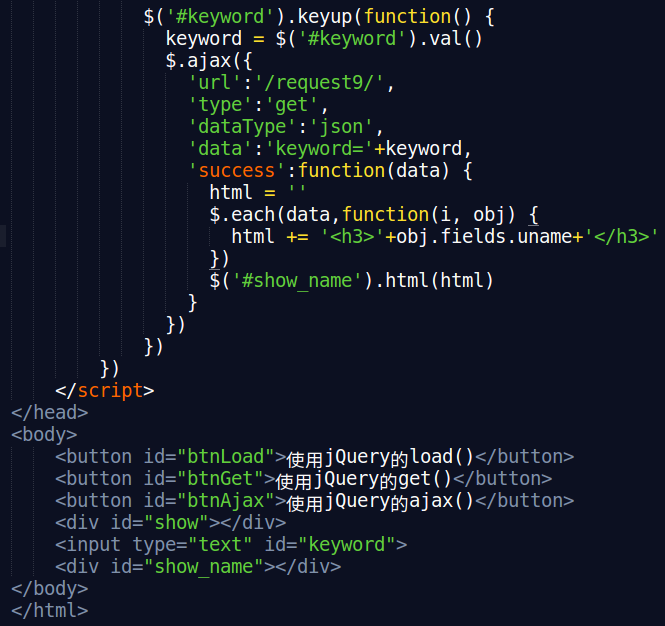 $('#keyword').keyup(function() {
keyword = $('#keyword').val()
$.ajax({
'url':'/request9/',
'type':'get',
'dataType':'json',
'data':'keyword='+keyword,
'success':function(data) {
html = ''
$.each(data,function(i, obj) {
html += '<h3>'+obj.fields.uname+'</h3>'
})
$('#show_name').html(html)
}
})
})
})
</script>
</head>
<body>
<button id="btnLoad">使用jQuery的load()</button>
<button id="btnGet">使用jQuery的get()</button>
<button id="btnAjax">使用jQuery的ajax()</button>
<div id="show"></div>
<input type="text" id="keyword">
<div id="show_name"></div>
</body>
</html>